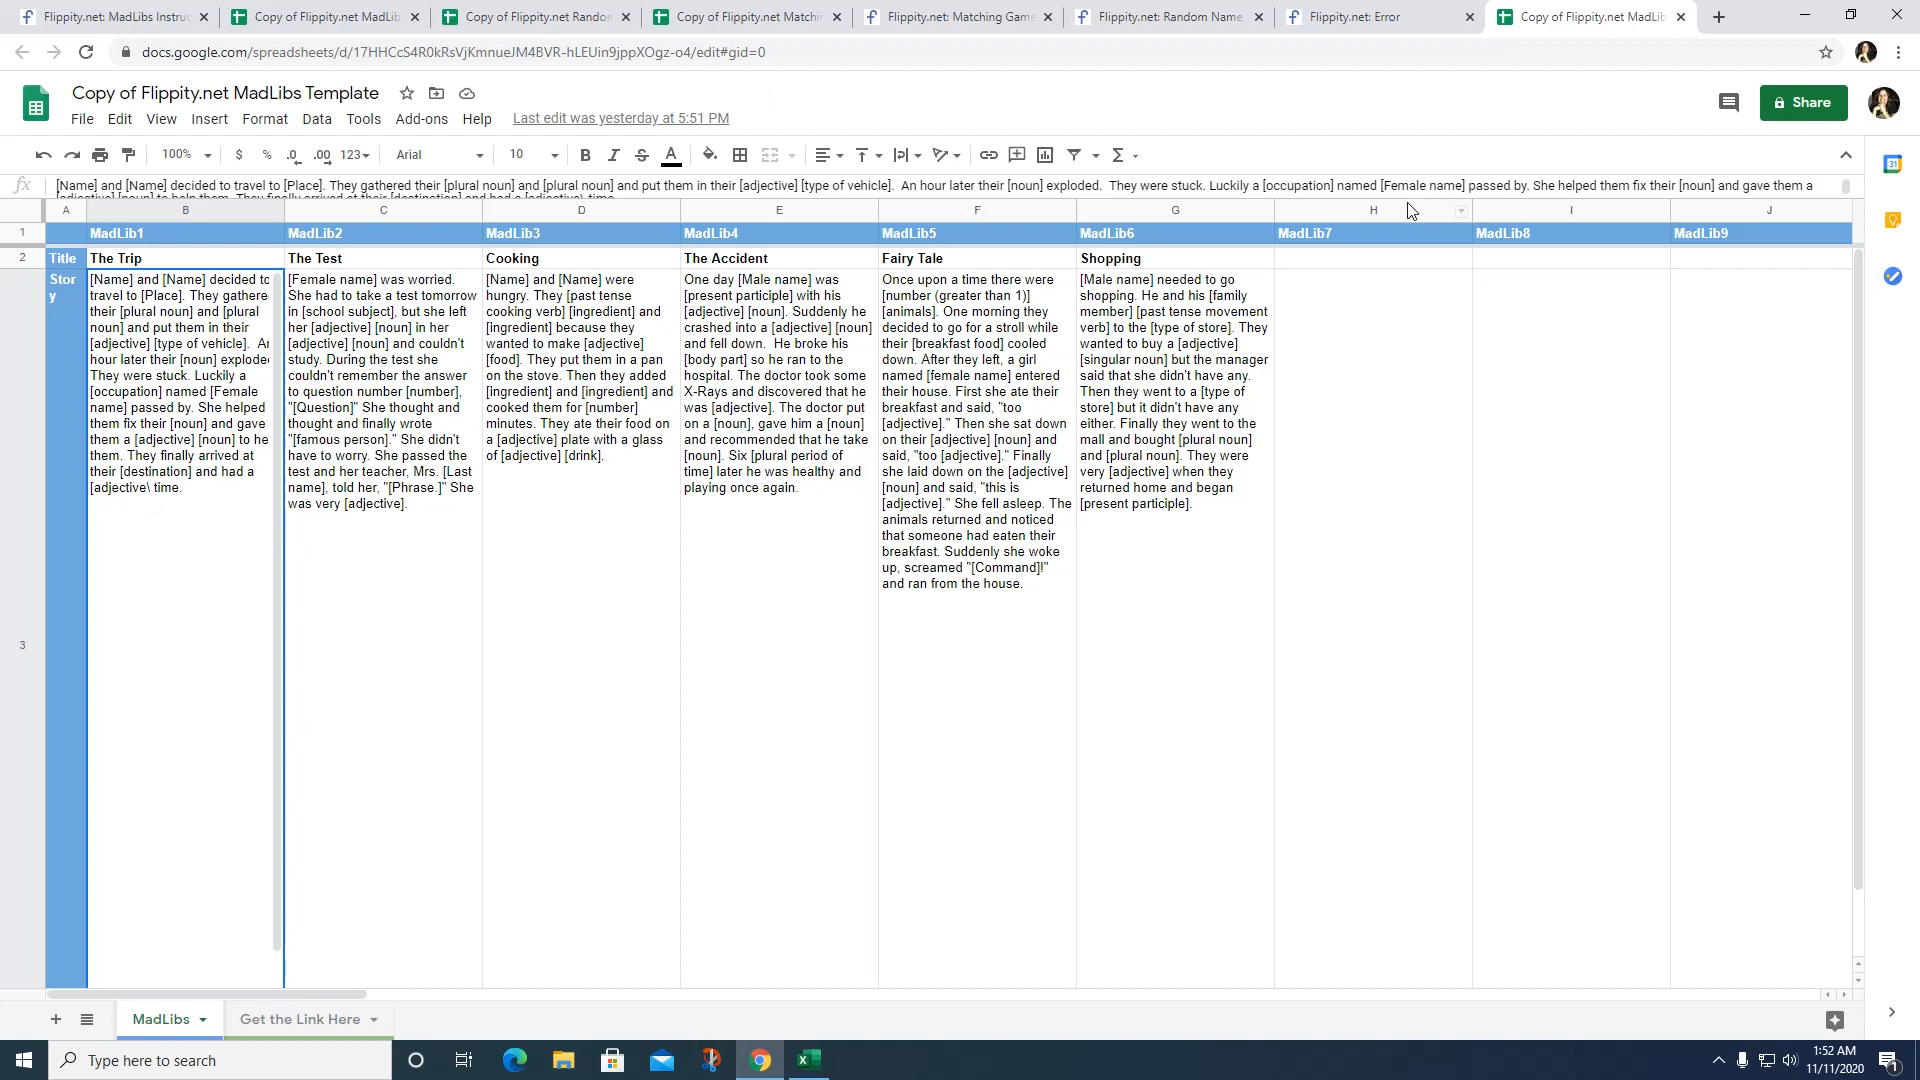 Flippity.net: MadLibs Instruc
Copy of Flippity.net MadLib
Copy of Flippity.net Random
Copy of Flippity.net Matchin
Flippity.net: Matching Game
Flippity.net: Random Name
Flippity.net: Error
Copy of Flippity.net MadLib
docs.google.com/spreadsheets/d/17HHCcS4R0kRsVjKmnueJM4BVR-hLEUin9jppXOgz-o4/edit#gid=0
Copy of Flippity.net MadLibs Template
Share
File Edit View Insert Format Data Tools Add-ons Help Last edit was yesterday at 5:51 PM
100% $ % .0 .00 123 Arial 10 B I S A
fx [Name] and [Name] decided to travel to [Place]. They gathered their [plural noun] and [plural noun] and put them in their [adjective] [type of vehicle].  An hour later their [noun] exploded.  They were stuck. Luckily a [occupation] named [Female name] passed by. She helped them fix their [noun] and gave them a
[adjective] [noun] to help them. They finally arrived at their [destination] and had a [adjective\ time.
A B C D E F G H I J
1 MadLib1 MadLib2 MadLib3 MadLib4 MadLib5 MadLib6 MadLib7 MadLib8 MadLib9
2 Title The Trip The Test Cooking The Accident Fairy Tale Shopping
3
Stor
y
[Name] and [Name] decided to
travel to [Place]. They gathere
their [plural noun] and [plural
noun] and put them in their
[adjective] [type of vehicle].  An
hour later their [noun] explode
They were stuck. Luckily a
[occupation] named [Female
name] passed by. She helped
them fix their [noun] and gave
them a [adjective] [noun] to he
them. They finally arrived at
their [destination] and had a
[adjective\ time.
[Female name] was worried.
She had to take a test tomorrow
in [school subject], but she left
her [adjective] [noun] in her
[adjective] [noun] and couldn't
study. During the test she
couldn't remember the answer
to question number [number],
"[Question]" She thought and
thought and finally wrote
"[famous person]." She didn't
have to worry. She passed the
test and her teacher, Mrs. [Last
name], told her, "[Phrase.]" She
was very [adjective].
[Name] and [Name] were
hungry. They [past tense
cooking verb] [ingredient] and
[ingredient] because they
wanted to make [adjective]
[food]. They put them in a pan
on the stove. Then they added
[ingredient] and [ingredient] and
cooked them for [number]
minutes. They ate their food on
a [adjective] plate with a glass
of [adjective] [drink].
One day [Male name] was
[present participle] with his
[adjective] [noun]. Suddenly he
crashed into a [adjective] [noun]
and fell down.  He broke his
[body part] so he ran to the
hospital. The doctor took some
X-Rays and discovered that he
was [adjective]. The doctor put
on a [noun], gave him a [noun]
and recommended that he take
[noun]. Six [plural period of
time] later he was healthy and
playing once again.
Once upon a time there were
[number (greater than 1)]
[animals]. One morning they
decided to go for a stroll while
their [breakfast food] cooled
down. After they left, a girl
named [female name] entered
their house. First she ate their
breakfast and said, "too
[adjective]." Then she sat down
on their [adjective] [noun] and
said, "too [adjective]." Finally
she laid down on the [adjective]
[noun] and said, "this is
[adjective]." She fell asleep. The
animals returned and noticed
that someone had eaten their
breakfast. Suddenly she woke
up, screamed "[Command]!"
and ran from the house.
[Male name] needed to go
shopping. He and his [family
member] [past tense movement
verb] to the [type of store]. They
wanted to buy a [adjective]
[singular noun] but the manager
said that she didn't have any.
Then they went to a [type of
store] but it didn't have any
either. Finally they went to the
mall and bought [plural noun]
and [plural noun]. They were
very [adjective] when they
returned home and began
[present participle].
31
MadLibs Get the Link Here
Type here to search
1:52 AM
11/11/2020
1